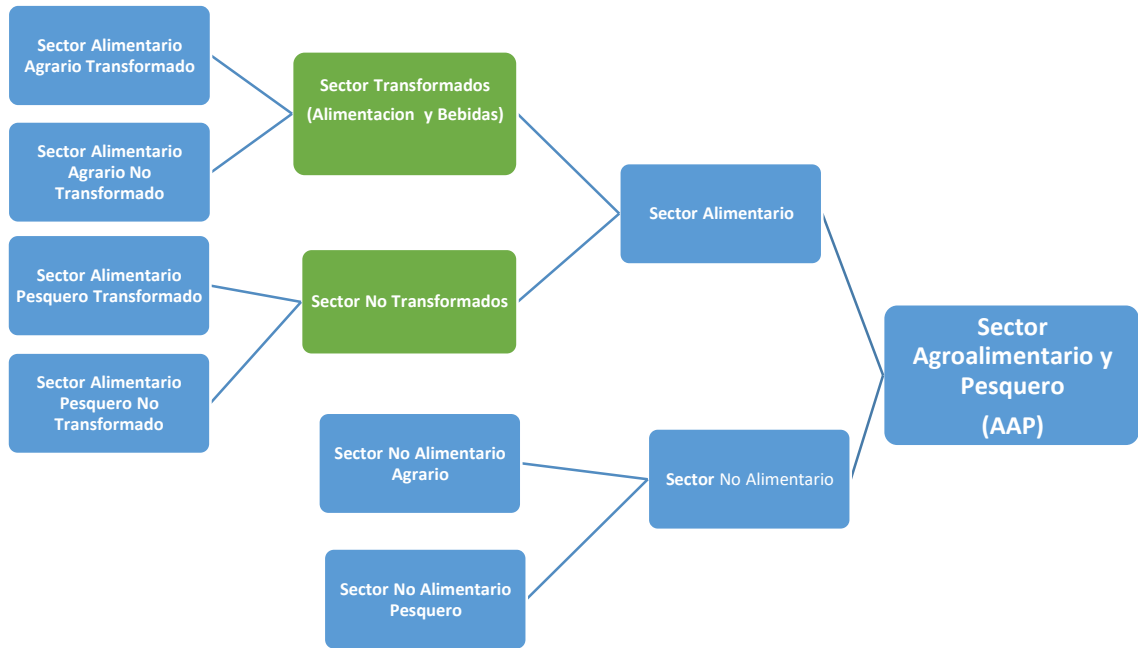 Sector Alimentario
Agrario Transformado
Sector Alimentario
Agrario No
Transformado
Sector Alimentario
Pesquero Transformado
Sector Alimentario
Pesquero No
Transformado
Sector Transformados
(Alimentacion y Bebidas)
Sector No Transformados
Sector No Alimentario
Agrario
Sector No Alimentario
Pesquero
Sector Alimentario
Sector No Alimentario
Sector
Agroalimentario y
Pesquero
(AAP)